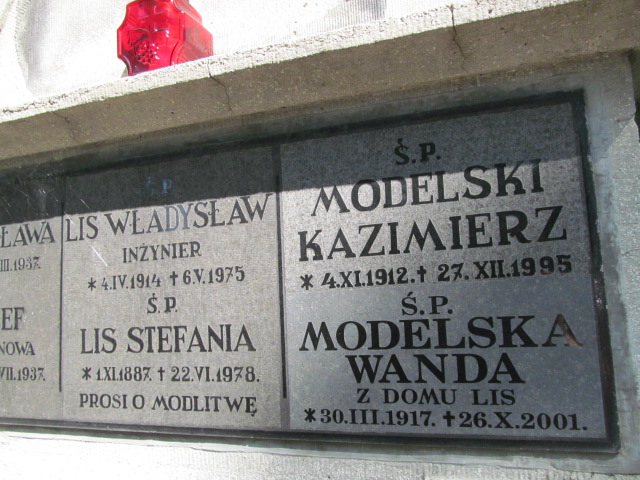 ŁAWA
III.1937.
EF
NOWA
VII.1937.
Ś.P.
LIS WŁADYSŁAW
INŻYNIER
* 4.IV.1914 † 6.V.1975
Ś.P.
LIS STEFANIA
* 1.XI.1887. † 22.VI.1978.
PROSI O MODLITWĘ
Ś.P.
MODELSKI
KAZIMIERZ
* 4.XI.1912. † 27.XII.1995
Ś.P.
MODELSKA
WANDA
Z DOMU LIS
*30.III.1917. †26.X.2001.